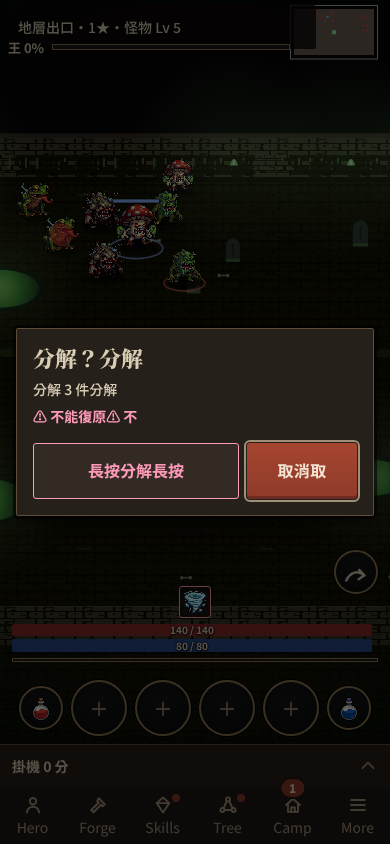 地層出口・1★・怪物 Lv 5
王 0%
分解？分解
分解 3 件分解
⚠ 不能復原⚠ 不
長按分解長按
取消取
140 / 140
80 / 80
掛機 0 分
1
Hero
Forge
Skills
Tree
Camp
More